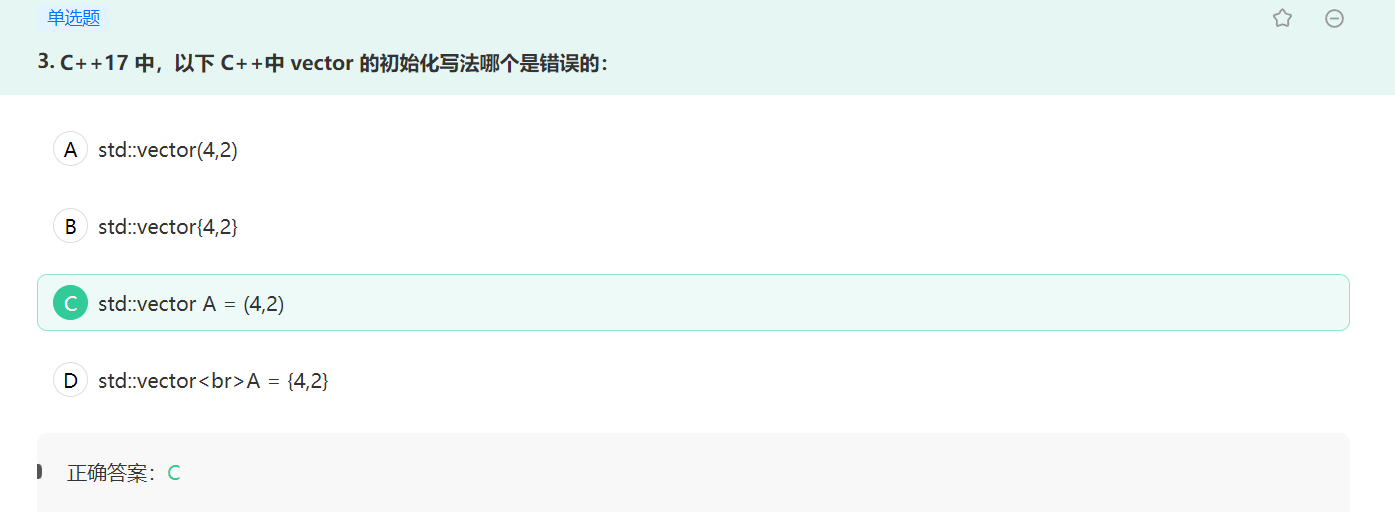 单选题
3. C++17 中，以下 C++中 vector 的初始化写法哪个是错误的：
A std::vector(4,2)
B std::vector{4,2}
C std::vector A = (4,2)
D std::vector<br>A = {4,2}
正确答案：C